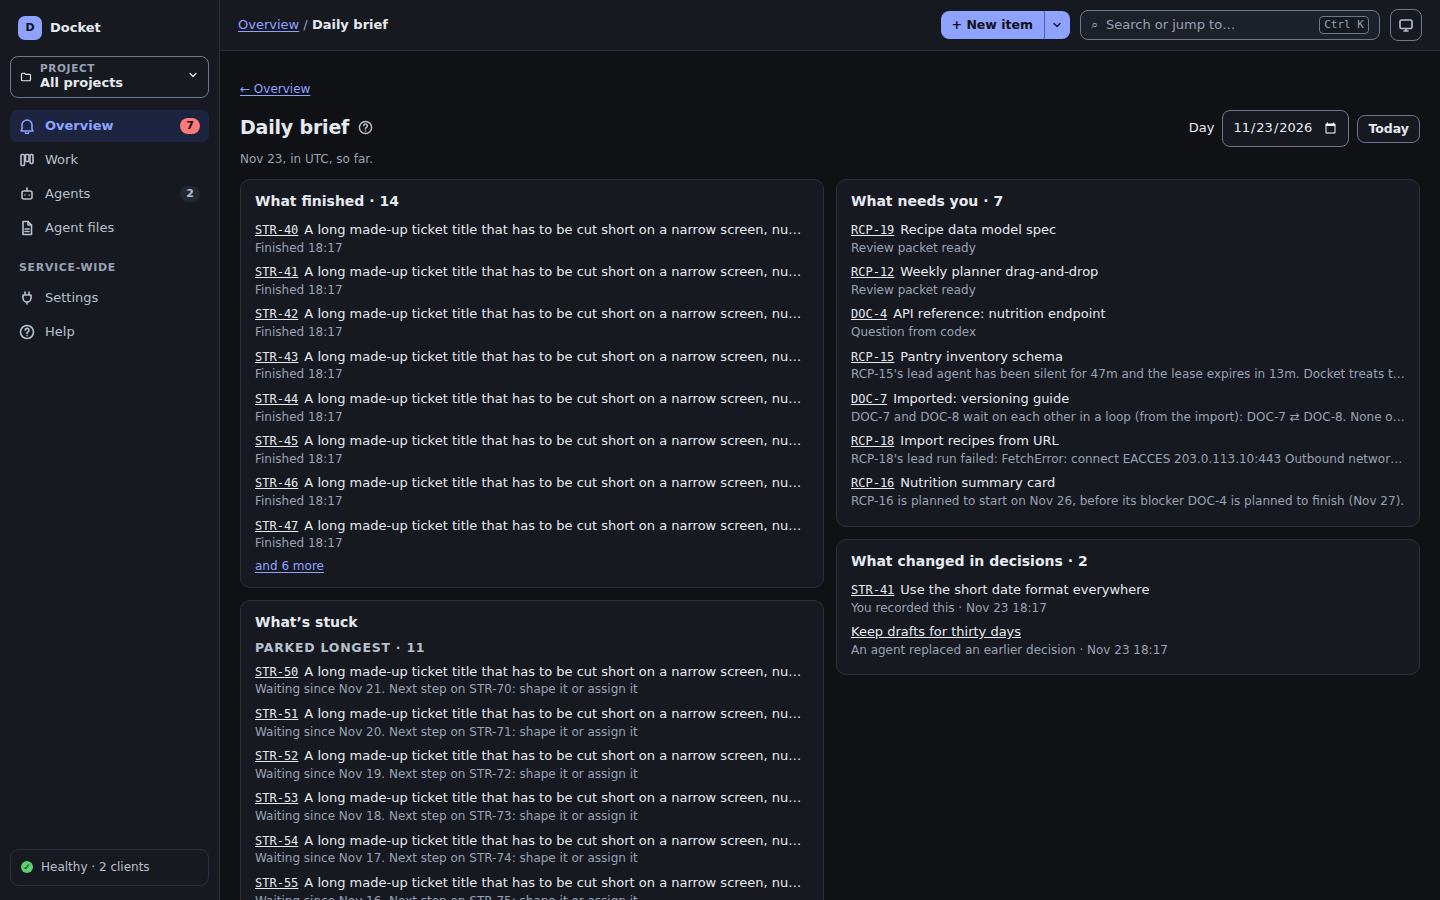 D Docket
PROJECT
All projects
Overview 7
Work
Agents 2
Agent files
SERVICE-WIDE
Settings
Help
Healthy · 2 clients
Overview / Daily brief
+ New item
Search or jump to…
Ctrl K
← Overview
Daily brief
Day 11/23/2026 Today
Nov 23, in UTC, so far.
What finished · 14
STR-40 A long made-up ticket title that has to be cut short on a narrow screen, nu…
Finished 18:17
STR-41 A long made-up ticket title that has to be cut short on a narrow screen, nu…
Finished 18:17
STR-42 A long made-up ticket title that has to be cut short on a narrow screen, nu…
Finished 18:17
STR-43 A long made-up ticket title that has to be cut short on a narrow screen, nu…
Finished 18:17
STR-44 A long made-up ticket title that has to be cut short on a narrow screen, nu…
Finished 18:17
STR-45 A long made-up ticket title that has to be cut short on a narrow screen, nu…
Finished 18:17
STR-46 A long made-up ticket title that has to be cut short on a narrow screen, nu…
Finished 18:17
STR-47 A long made-up ticket title that has to be cut short on a narrow screen, nu…
Finished 18:17
and 6 more
What’s stuck
PARKED LONGEST · 11
STR-50 A long made-up ticket title that has to be cut short on a narrow screen, nu…
Waiting since Nov 21. Next step on STR-70: shape it or assign it
STR-51 A long made-up ticket title that has to be cut short on a narrow screen, nu…
Waiting since Nov 20. Next step on STR-71: shape it or assign it
STR-52 A long made-up ticket title that has to be cut short on a narrow screen, nu…
Waiting since Nov 19. Next step on STR-72: shape it or assign it
STR-53 A long made-up ticket title that has to be cut short on a narrow screen, nu…
Waiting since Nov 18. Next step on STR-73: shape it or assign it
STR-54 A long made-up ticket title that has to be cut short on a narrow screen, nu…
Waiting since Nov 17. Next step on STR-74: shape it or assign it
STR-55 A long made-up ticket title that has to be cut short on a narrow screen, nu…
Waiting since Nov 16. Next step on STR-75: shape it or assign it
What needs you · 7
RCP-19 Recipe data model spec
Review packet ready
RCP-12 Weekly planner drag-and-drop
Review packet ready
DOC-4 API reference: nutrition endpoint
Question from codex
RCP-15 Pantry inventory schema
RCP-15's lead agent has been silent for 47m and the lease expires in 13m. Docket treats t…
DOC-7 Imported: versioning guide
DOC-7 and DOC-8 wait on each other in a loop (from the import): DOC-7 ⇄ DOC-8. None o…
RCP-18 Import recipes from URL
RCP-18's lead run failed: FetchError: connect EACCES 203.0.113.10:443 Outbound networ…
RCP-16 Nutrition summary card
RCP-16 is planned to start on Nov 26, before its blocker DOC-4 is planned to finish (Nov 27).
What changed in decisions · 2
STR-41 Use the short date format everywhere
You recorded this · Nov 23 18:17
Keep drafts for thirty days
An agent replaced an earlier decision · Nov 23 18:17